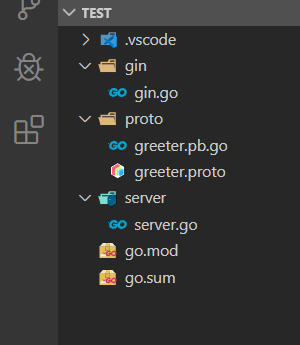 TEST
.vscode
gin
gin.go
proto
greeter.pb.go
greeter.proto
server
server.go
go.mod
go.sum